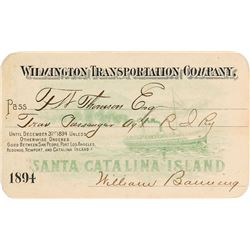 WILMINGTON TRANSPORTATION COMPANY.
Pass F. W. Thomson Esq
Trav Passenger Agt R I Ry
UNTIL DECEMBER 31ST 1894 UNLESS
OTHERWISE ORDERED
GOOD BETWEEN SAN PEDRO, PORT LOS ANGELES,
REDONDO, NEWPORT, AND CATALINA ISLAND
SANTA CATALINA ISLAND
1894
William Banning